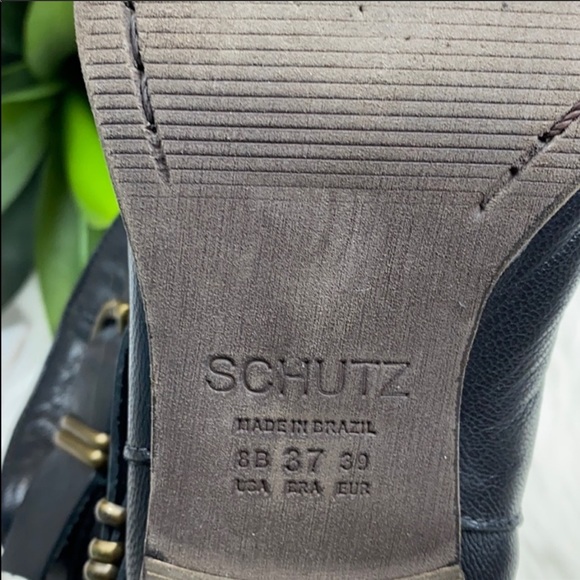 SCHUTZ
MADE IN BRAZIL
8B 37 39
USA BRA EUR